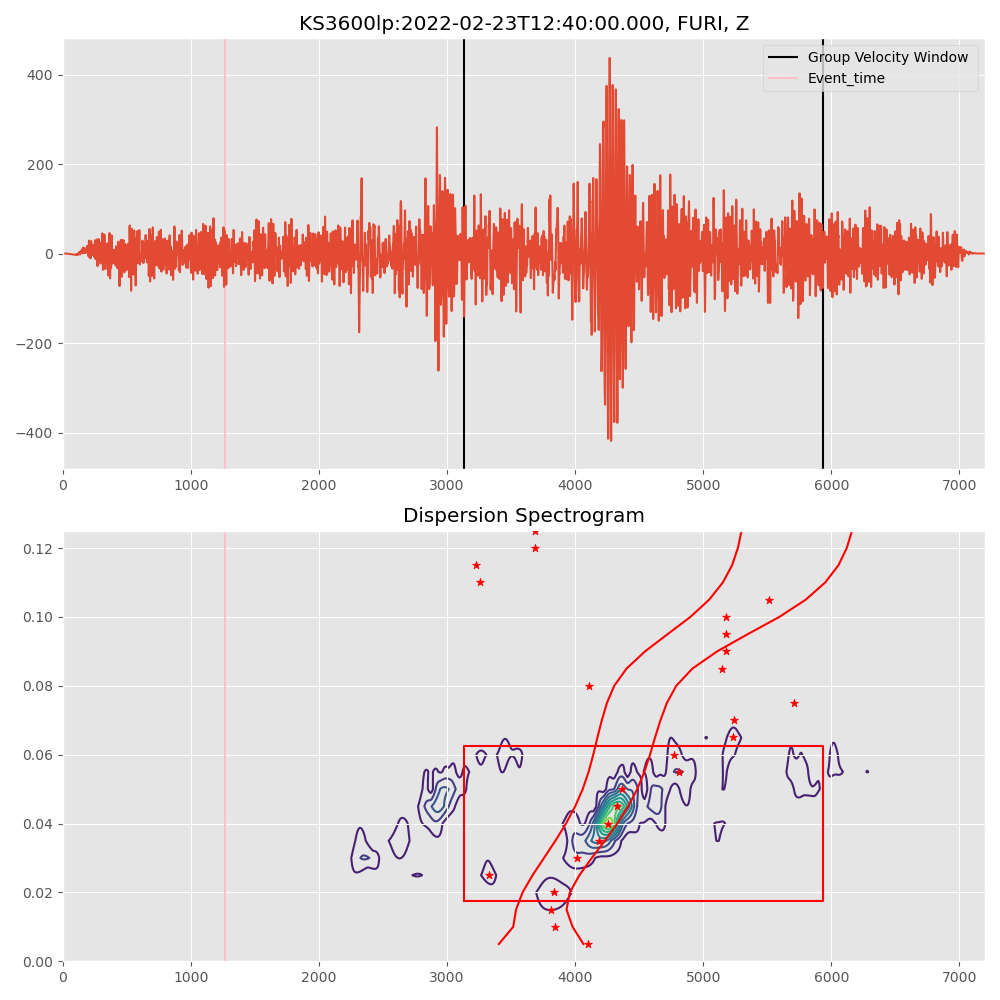 KS3600lp:2022-02-23T12:40:00.000, FURI, Z
Group Velocity Window
Event_time
400
200
0
−200
−400
0 1000 2000 3000 4000 5000 6000 7000
Dispersion Spectrogram
0.12
0.10
0.08
0.06
0.04
0.02
0.00
0 1000 2000 3000 4000 5000 6000 7000